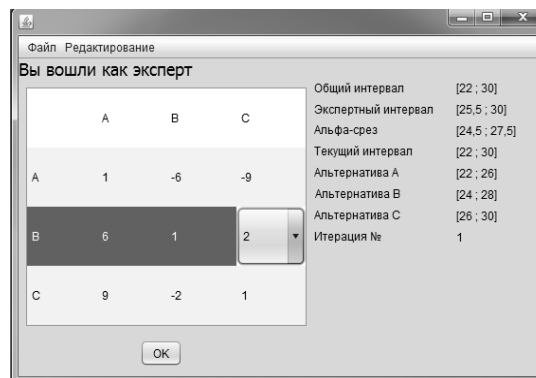 Файл Редактирование
Вы вошли как эксперт
A B C
A 1 -6 -9
B 6 1 2
C 9 -2 1
OK
Общий интервал [22 ; 30]
Экспертный интервал [25,5 ; 30]
Альфа-срез [24,5 ; 27,5]
Текущий интервал [22 ; 30]
Альтернатива A [22 ; 26]
Альтернатива B [24 ; 28]
Альтернатива C [26 ; 30]
Итерация № 1